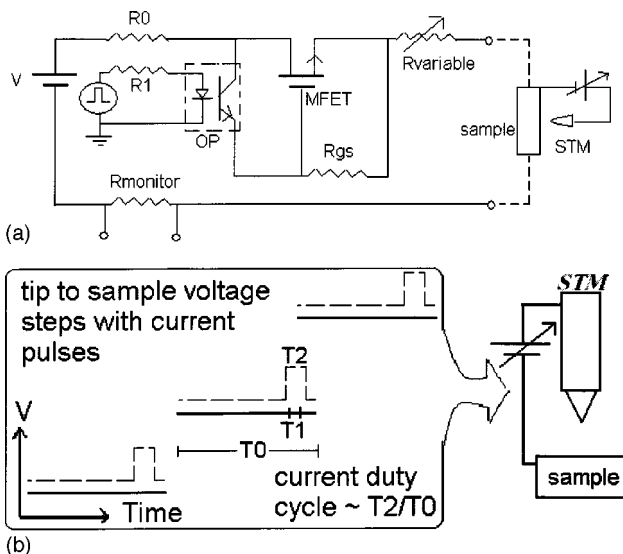 R0
V
R1
OP
MFET
Rvariable
sample
STM
Rgs
Rmonitor
(a)
tip to sample voltage
steps with current
pulses
STM
T2
V
T1
T0
sample
current duty
cycle ~ T2/T0
Time
(b)